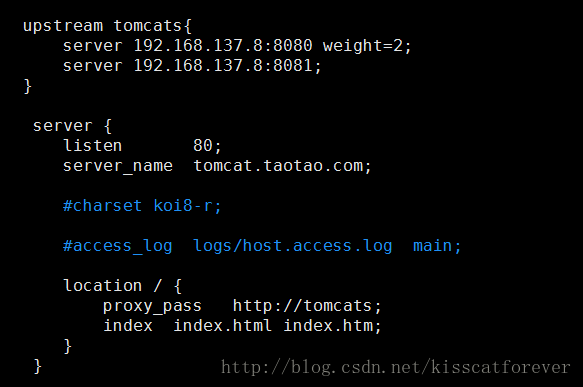 upstream tomcats{
    server 192.168.137.8:8080 weight=2;
    server 192.168.137.8:8081;
}
server {
    listen       80;
    server_name  tomcat.taotao.com;
    #charset koi8-r;
    #access_log  logs/host.access.log  main;
    location / {
        proxy_pass   http://tomcats;
        index  index.html index.htm;
    }
}
http://blog.csdn.net/kisscatforever